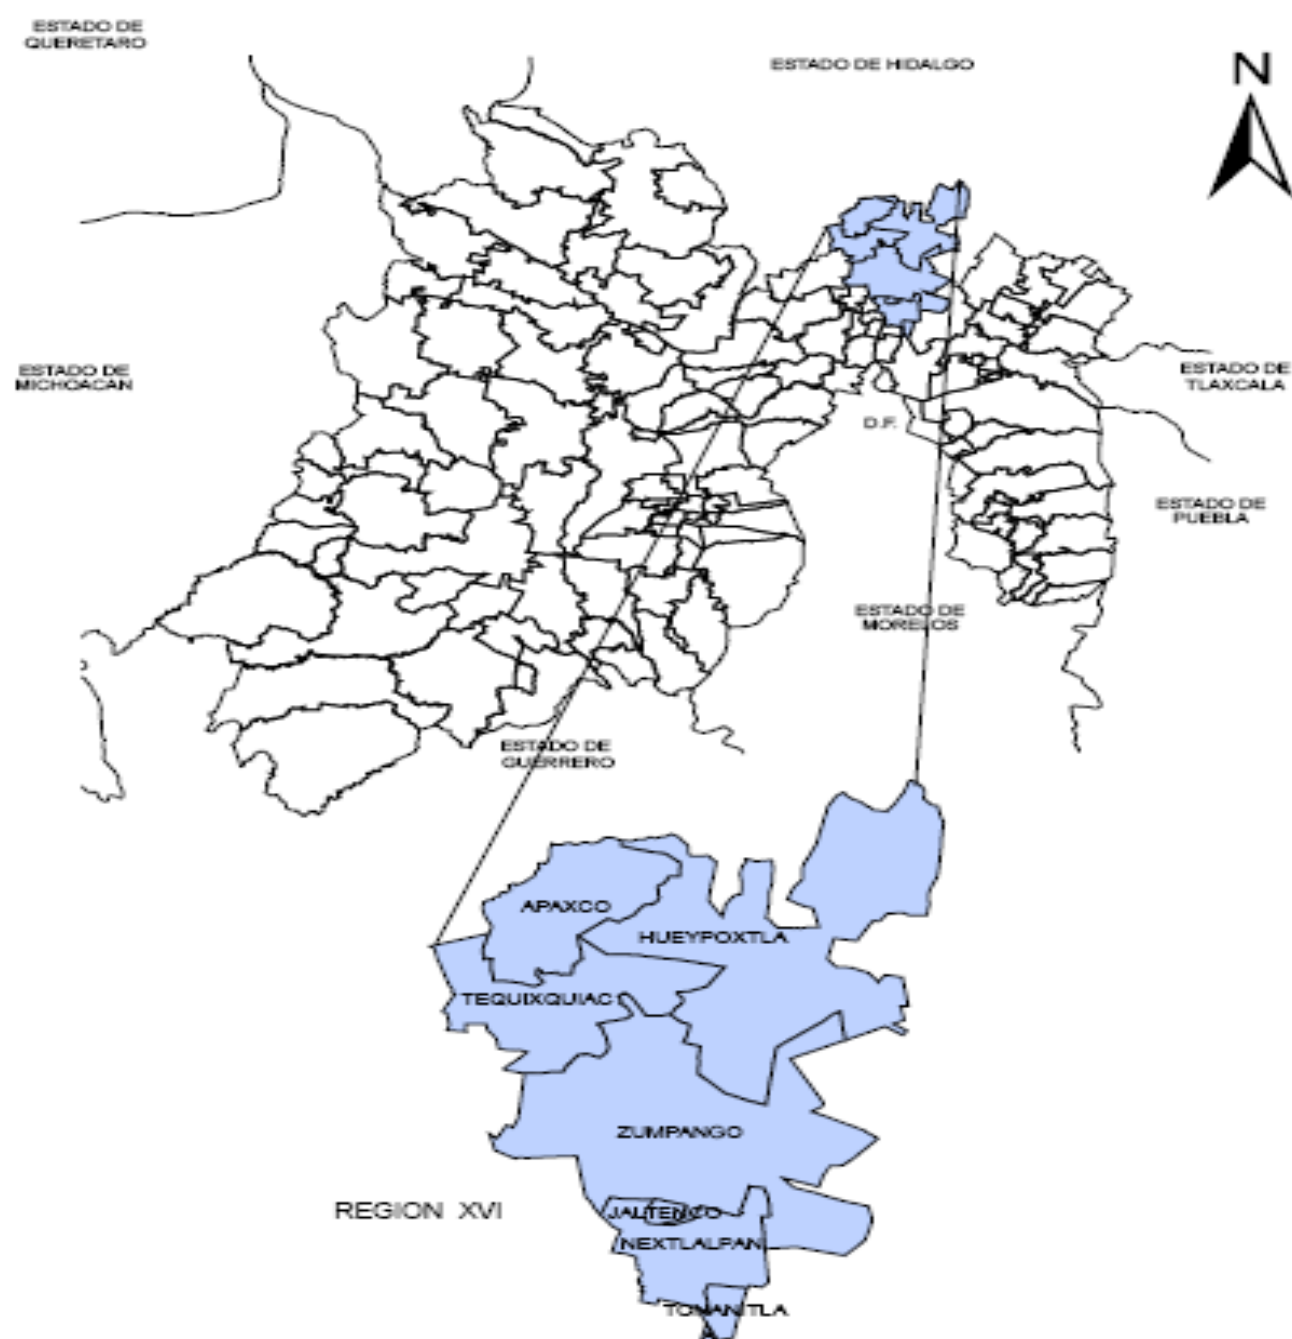 ESTADO DE
QUERETARO
ESTADO DE HIDALGO
N
ESTADO DE
MICHOACAN
ESTADO DE
TLAXCALA
D.F.
ESTADO DE
PUEBLA
ESTADO DE
MORELOS
ESTADO DE
GUERRERO
APAXCO
HUEYPOXTLA
TEQUIXQUIAC
ZUMPANGO
REGION XVI
JALTENCO
NEXTLALPAN
TONANITLA